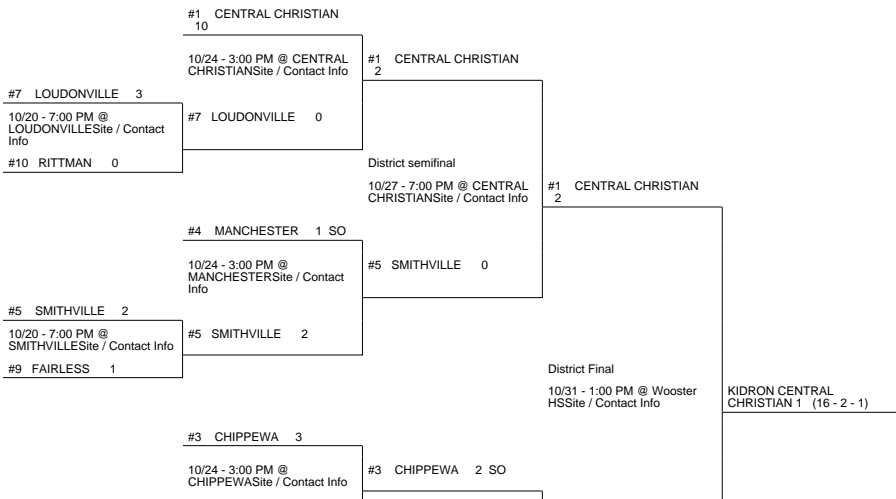 #1 CENTRAL CHRISTIAN
10
10/24 - 3:00 PM @ CENTRAL
CHRISTIANSite / Contact Info
#1 CENTRAL CHRISTIAN
2
#7 LOUDONVILLE 3
10/20 - 7:00 PM @
LOUDONVILLESite / Contact
Info
#7 LOUDONVILLE 0
#10 RITTMAN 0
District semifinal
10/27 - 7:00 PM @ CENTRAL
CHRISTIANSite / Contact Info
#1 CENTRAL CHRISTIAN
2
#4 MANCHESTER 1 SO
10/24 - 3:00 PM @
MANCHESTERSite / Contact
Info
#5 SMITHVILLE 0
#5 SMITHVILLE 2
10/20 - 7:00 PM @
SMITHVILLESite / Contact Info
#5 SMITHVILLE 2
#9 FAIRLESS 1
District Final
10/31 - 1:00 PM @ Wooster
HSSite / Contact Info
KIDRON CENTRAL
CHRISTIAN 1 (16 - 2 - 1)
#3 CHIPPEWA 3
10/24 - 3:00 PM @
CHIPPEWASite / Contact Info
#3 CHIPPEWA 2 SO